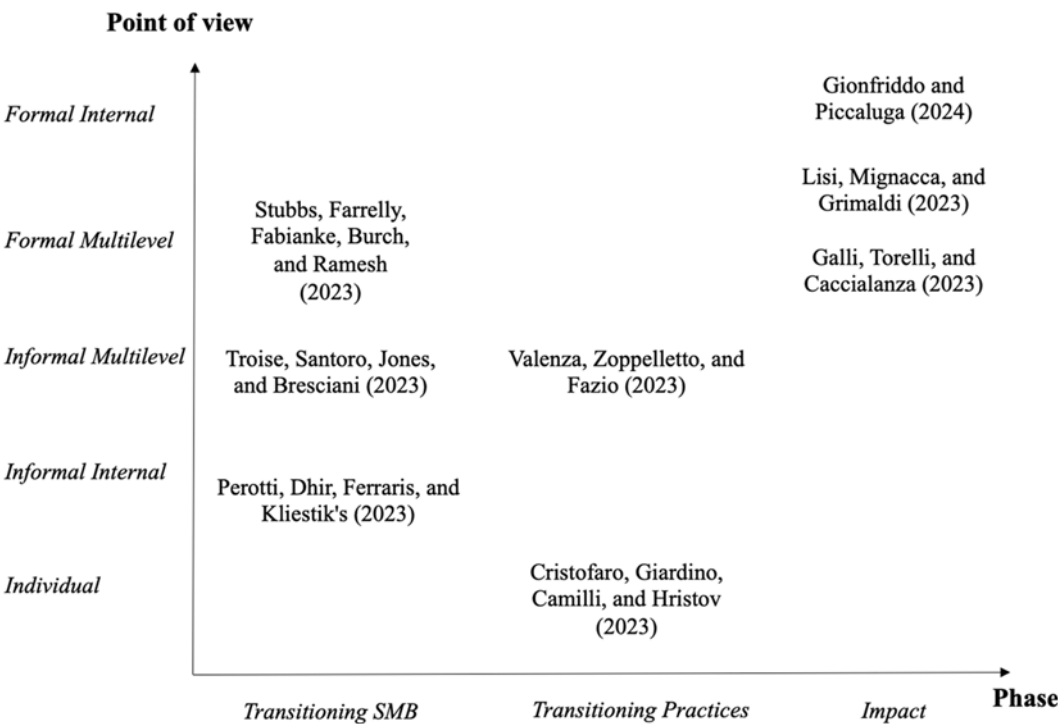 Point of view
Formal Internal
Gionfriddo and
Piccaluga (2024)
Lisi, Mignacca, and
Grimaldi (2023)
Formal Multilevel
Stubbs, Farrelly,
Fabianke, Burch,
and Ramesh
(2023)
Galli, Torelli, and
Caccialanza (2023)
Informal Multilevel
Troise, Santoro, Jones,
and Bresciani (2023)
Valenza, Zoppelletto, and
Fazio (2023)
Informal Internal
Perotti, Dhir, Ferraris, and
Kliestik's (2023)
Individual
Cristofaro, Giardino,
Camilli, and Hristov
(2023)
Transitioning SMB
Transitioning Practices
Impact
Phase